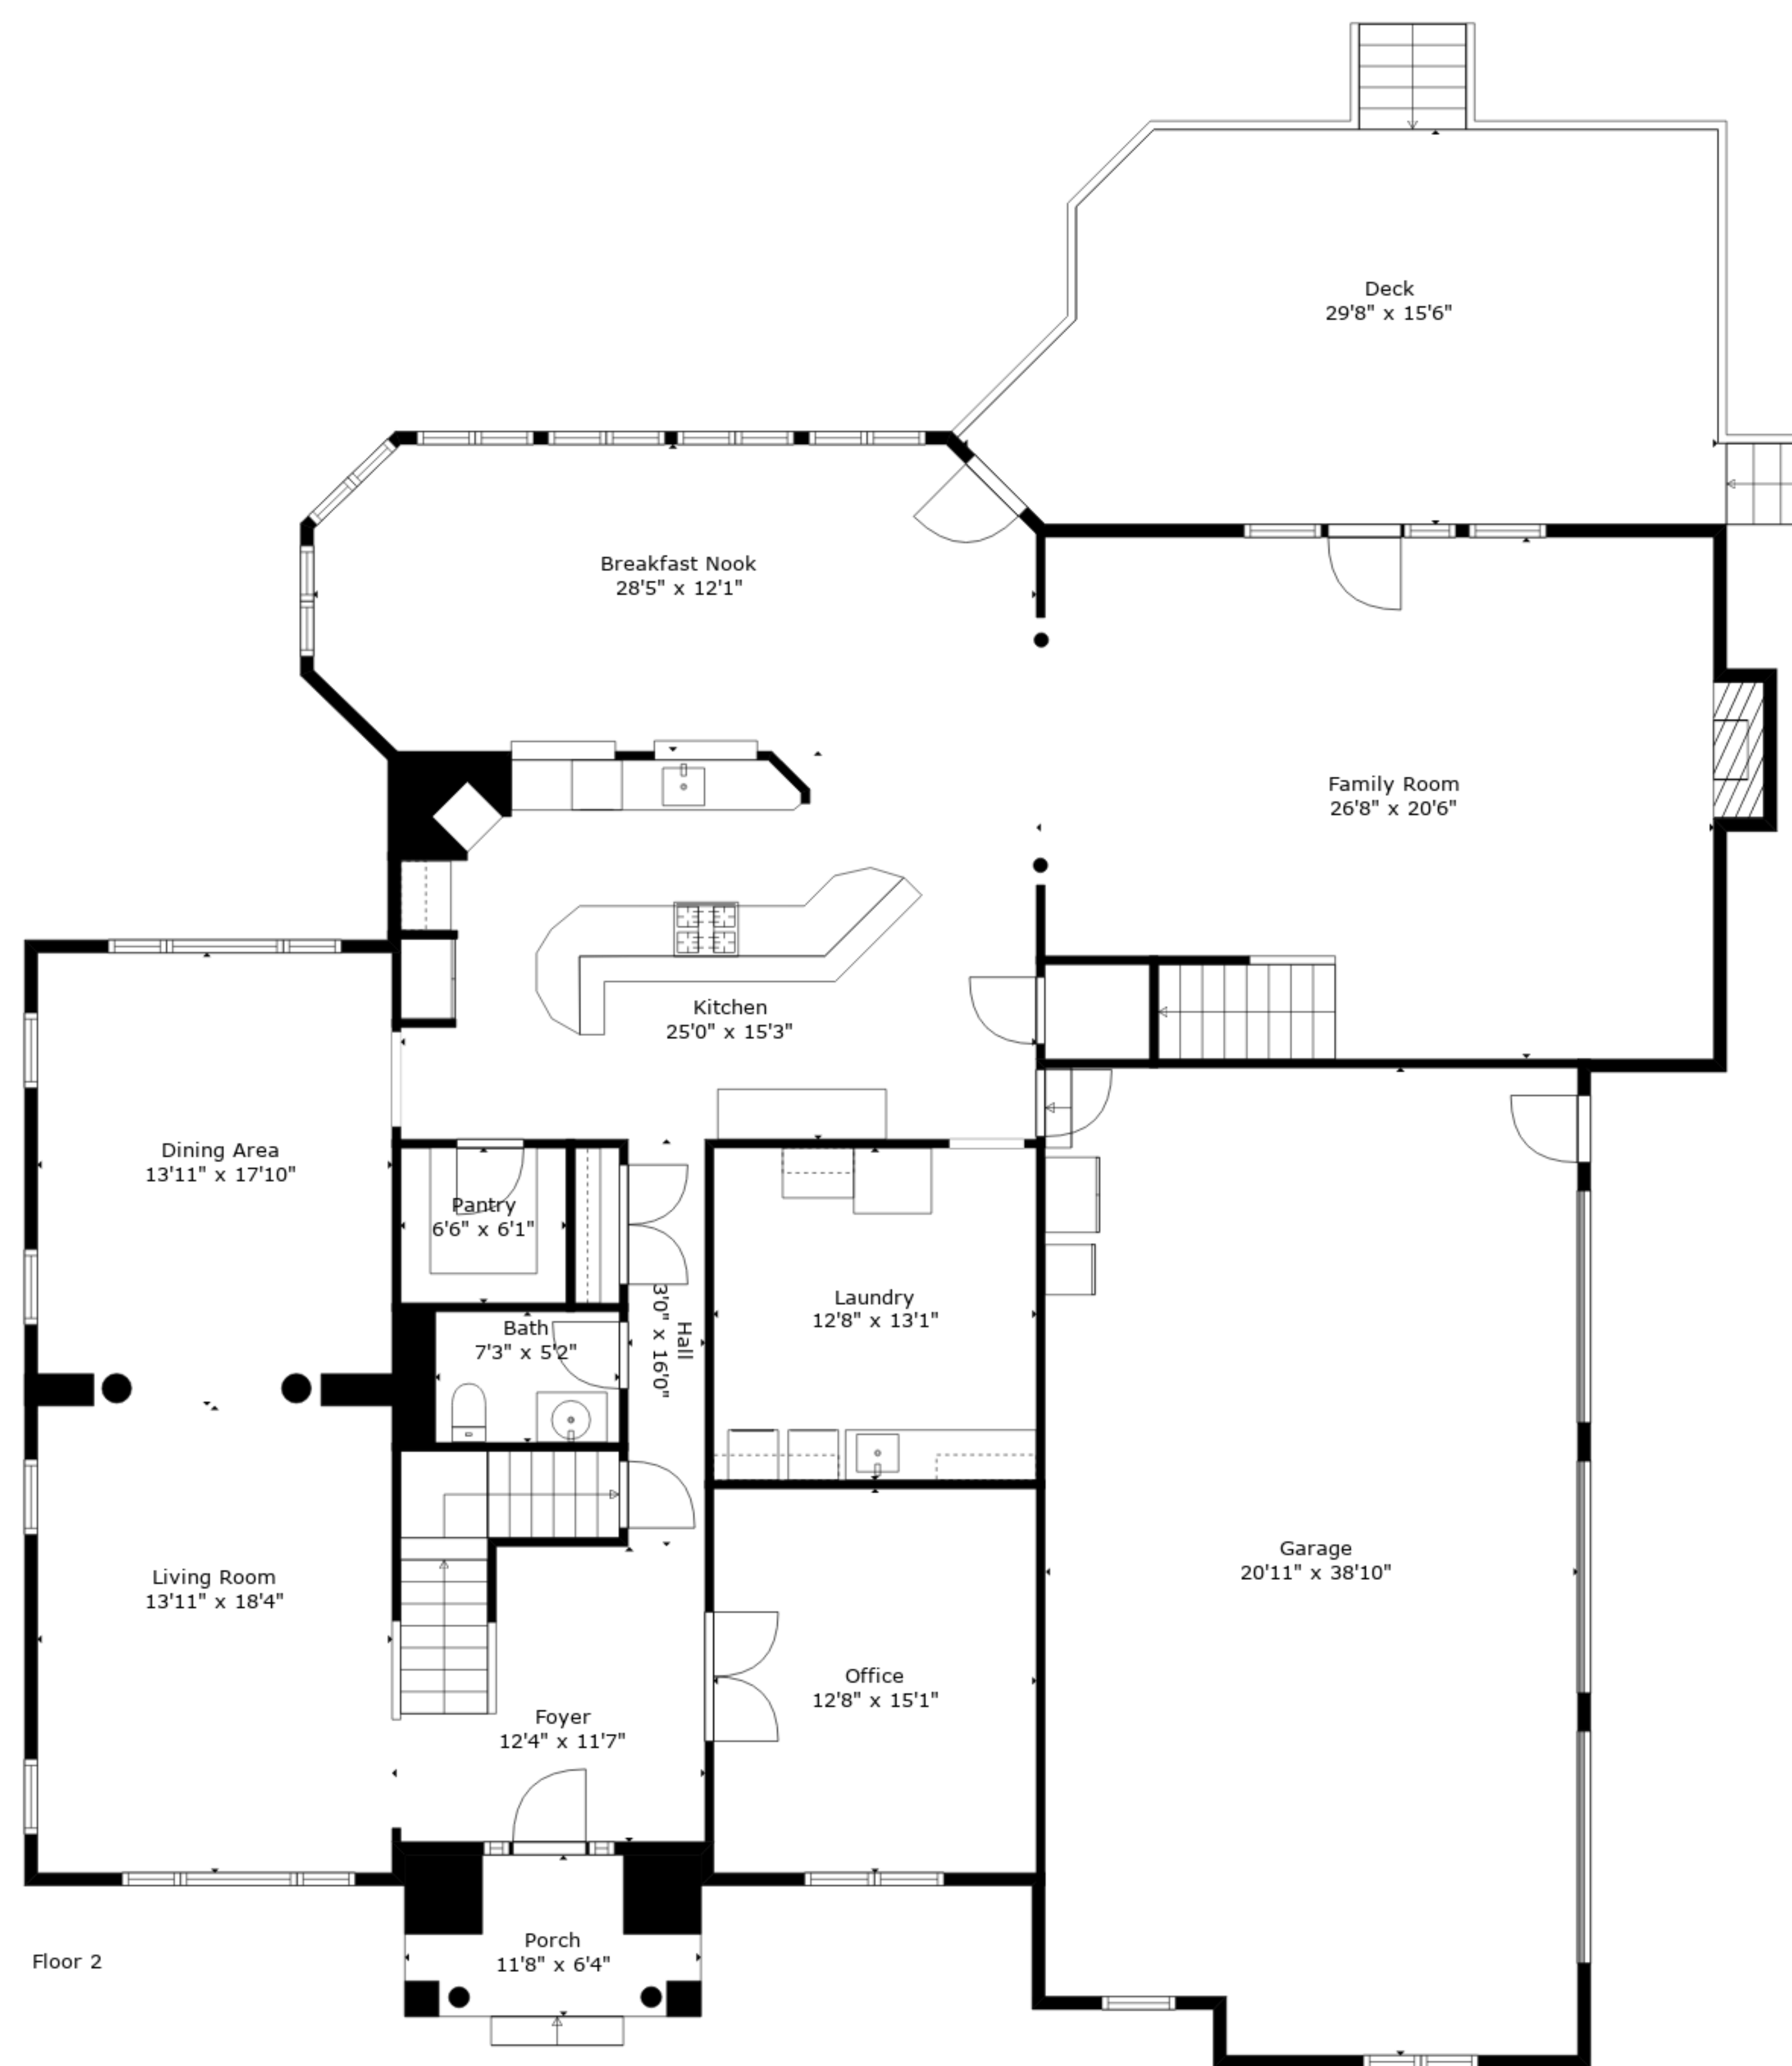 Deck
29'8" x 15'6"
Breakfast Nook
28'5" x 12'1"
Family Room
26'8" x 20'6"
Kitchen
25'0" x 15'3"
Dining Area
13'11" x 17'10"
Pantry
6'6" x 6'1"
Laundry
12'8" x 13'1"
Bath
7'3" x 5'2"
Hall
3'0" x 16'0"
Garage
20'11" x 38'10"
Living Room
13'11" x 18'4"
Office
12'8" x 15'1"
Foyer
12'4" x 11'7"
Porch
11'8" x 6'4"
Floor 2